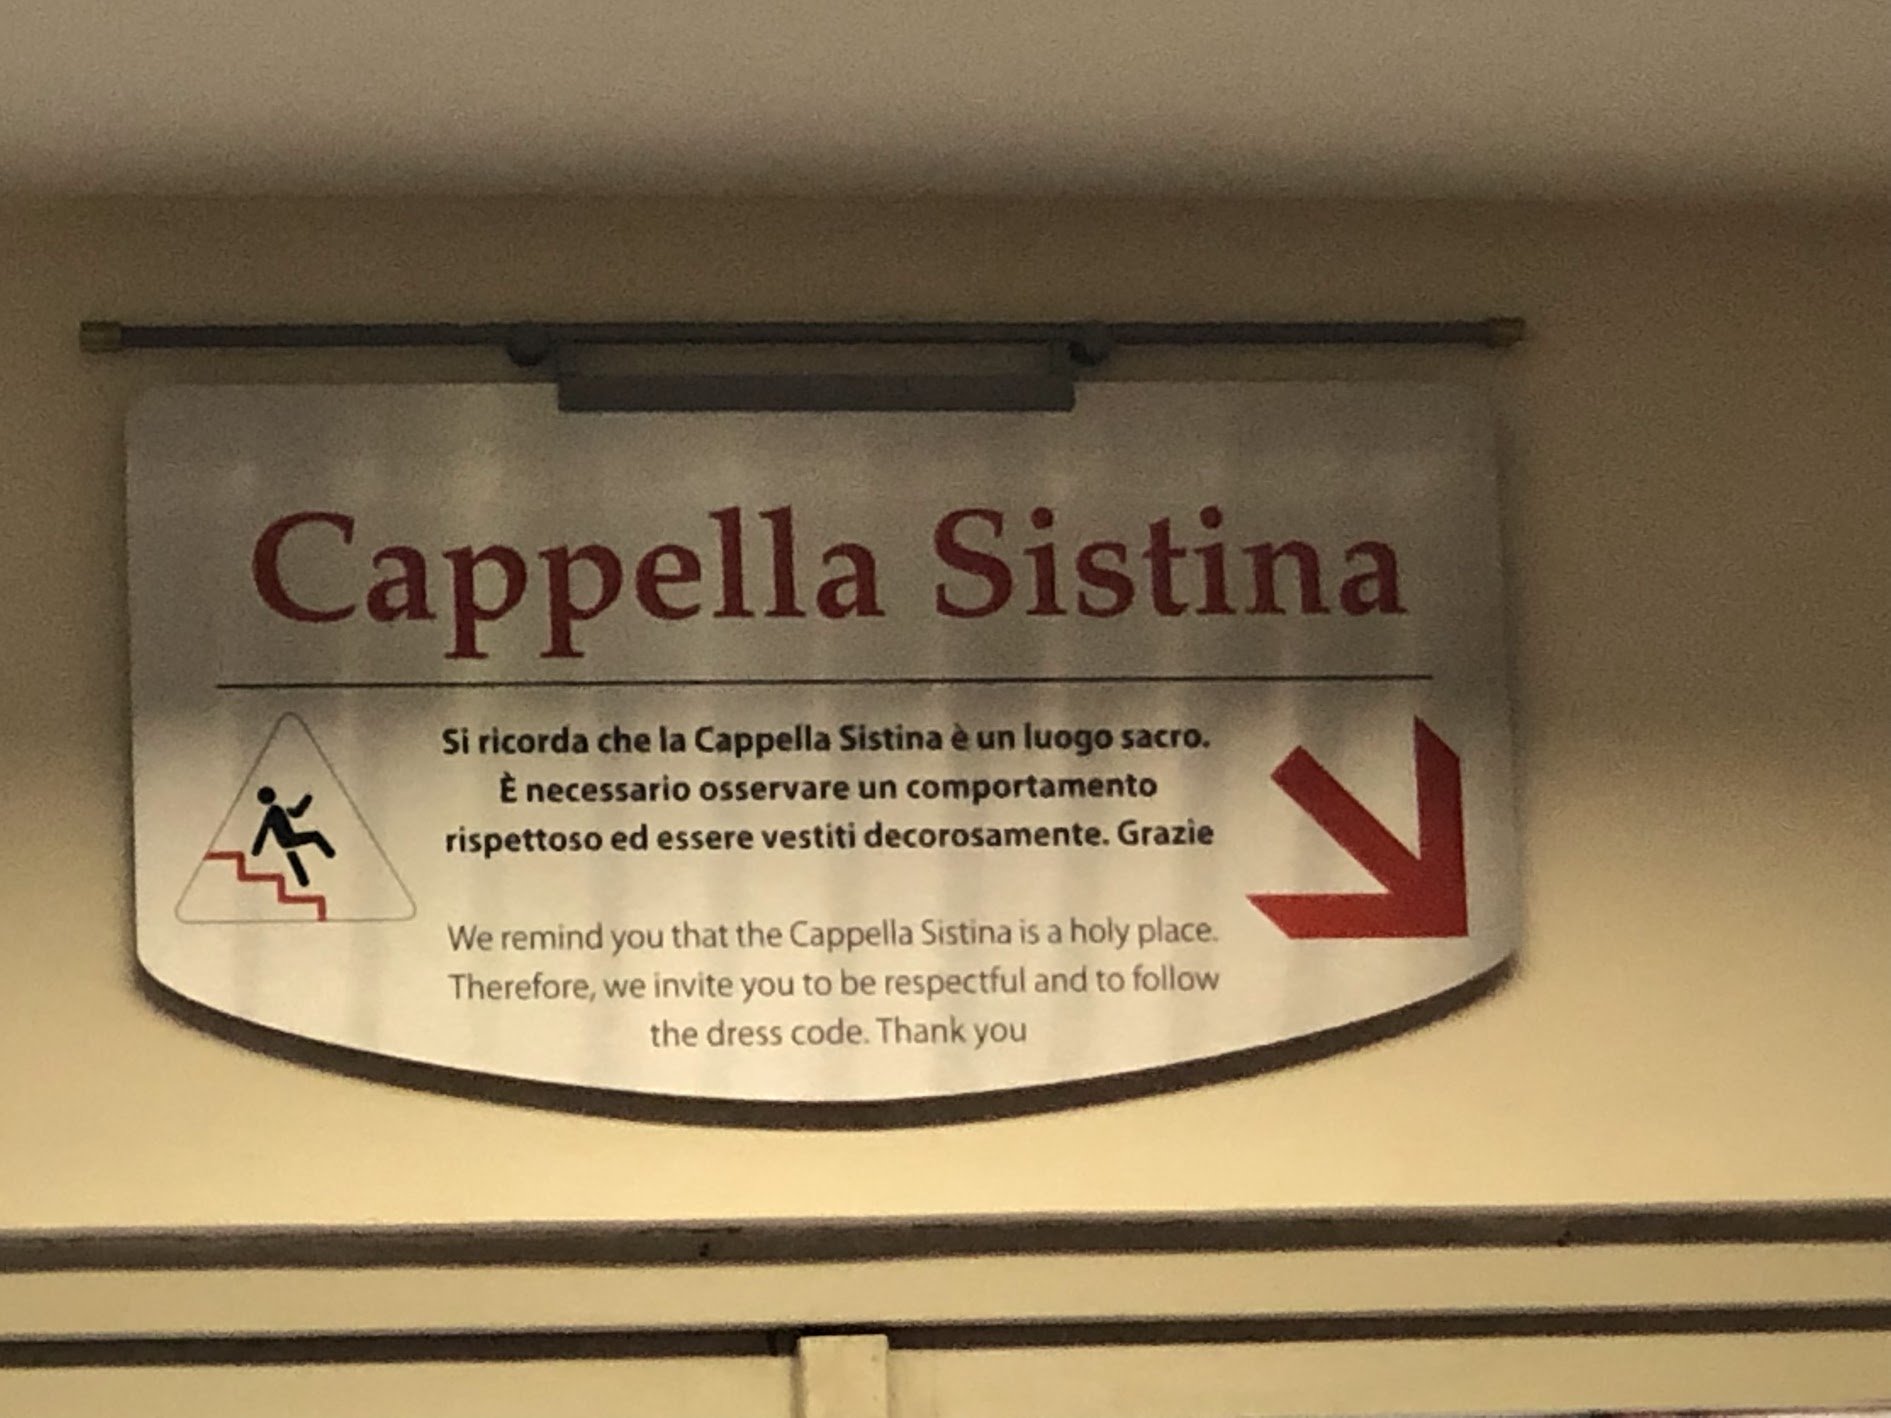 Cappella Sistina
Si ricorda che la Cappella Sistina è un luogo sacro.
È necessario osservare un comportamento
rispettoso ed essere vestiti decorosamente. Grazie
We remind you that the Cappella Sistina is a holy place.
Therefore, we invite you to be respectful and to follow
the dress code. Thank you